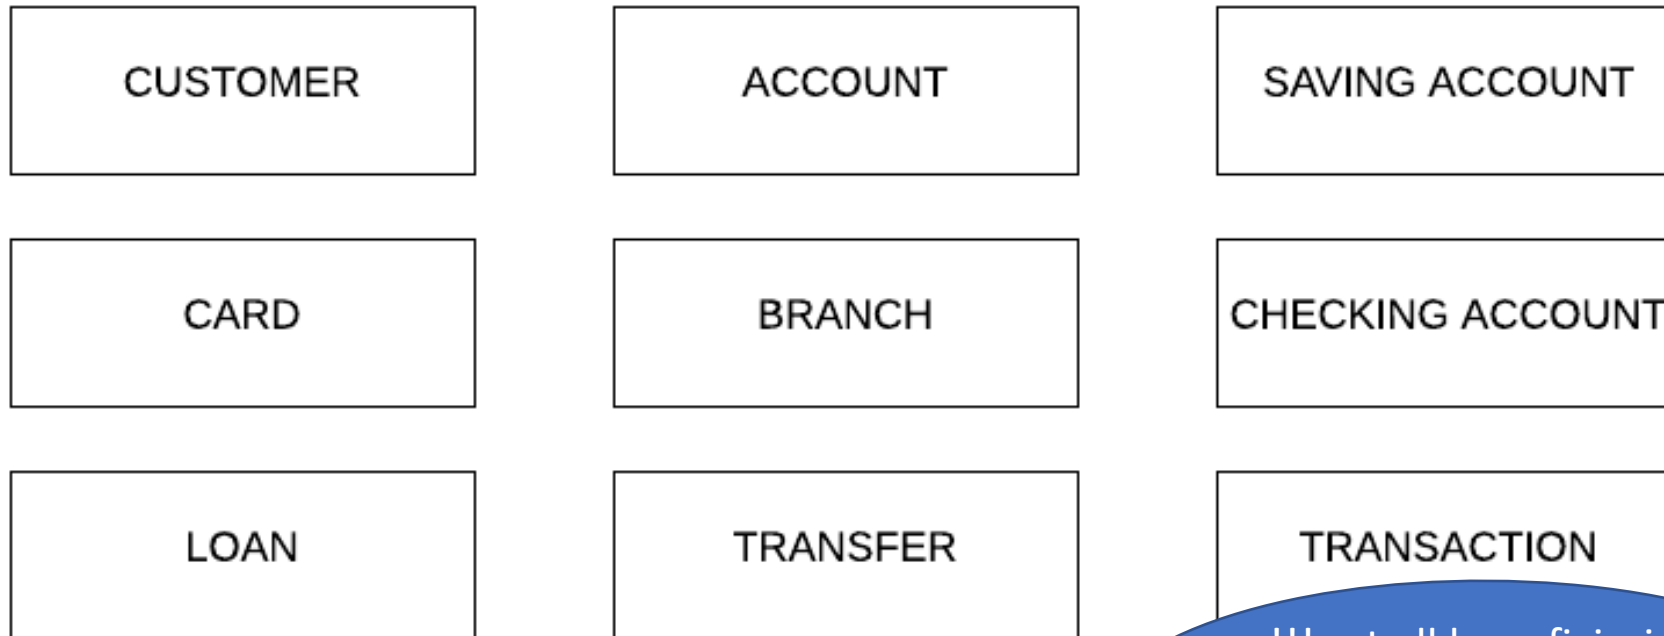 CUSTOMER
ACCOUNT
SAVING ACCOUNT
CARD
BRANCH
CHECKING ACCOUNT
LOAN
TRANSFER
TRANSACTION